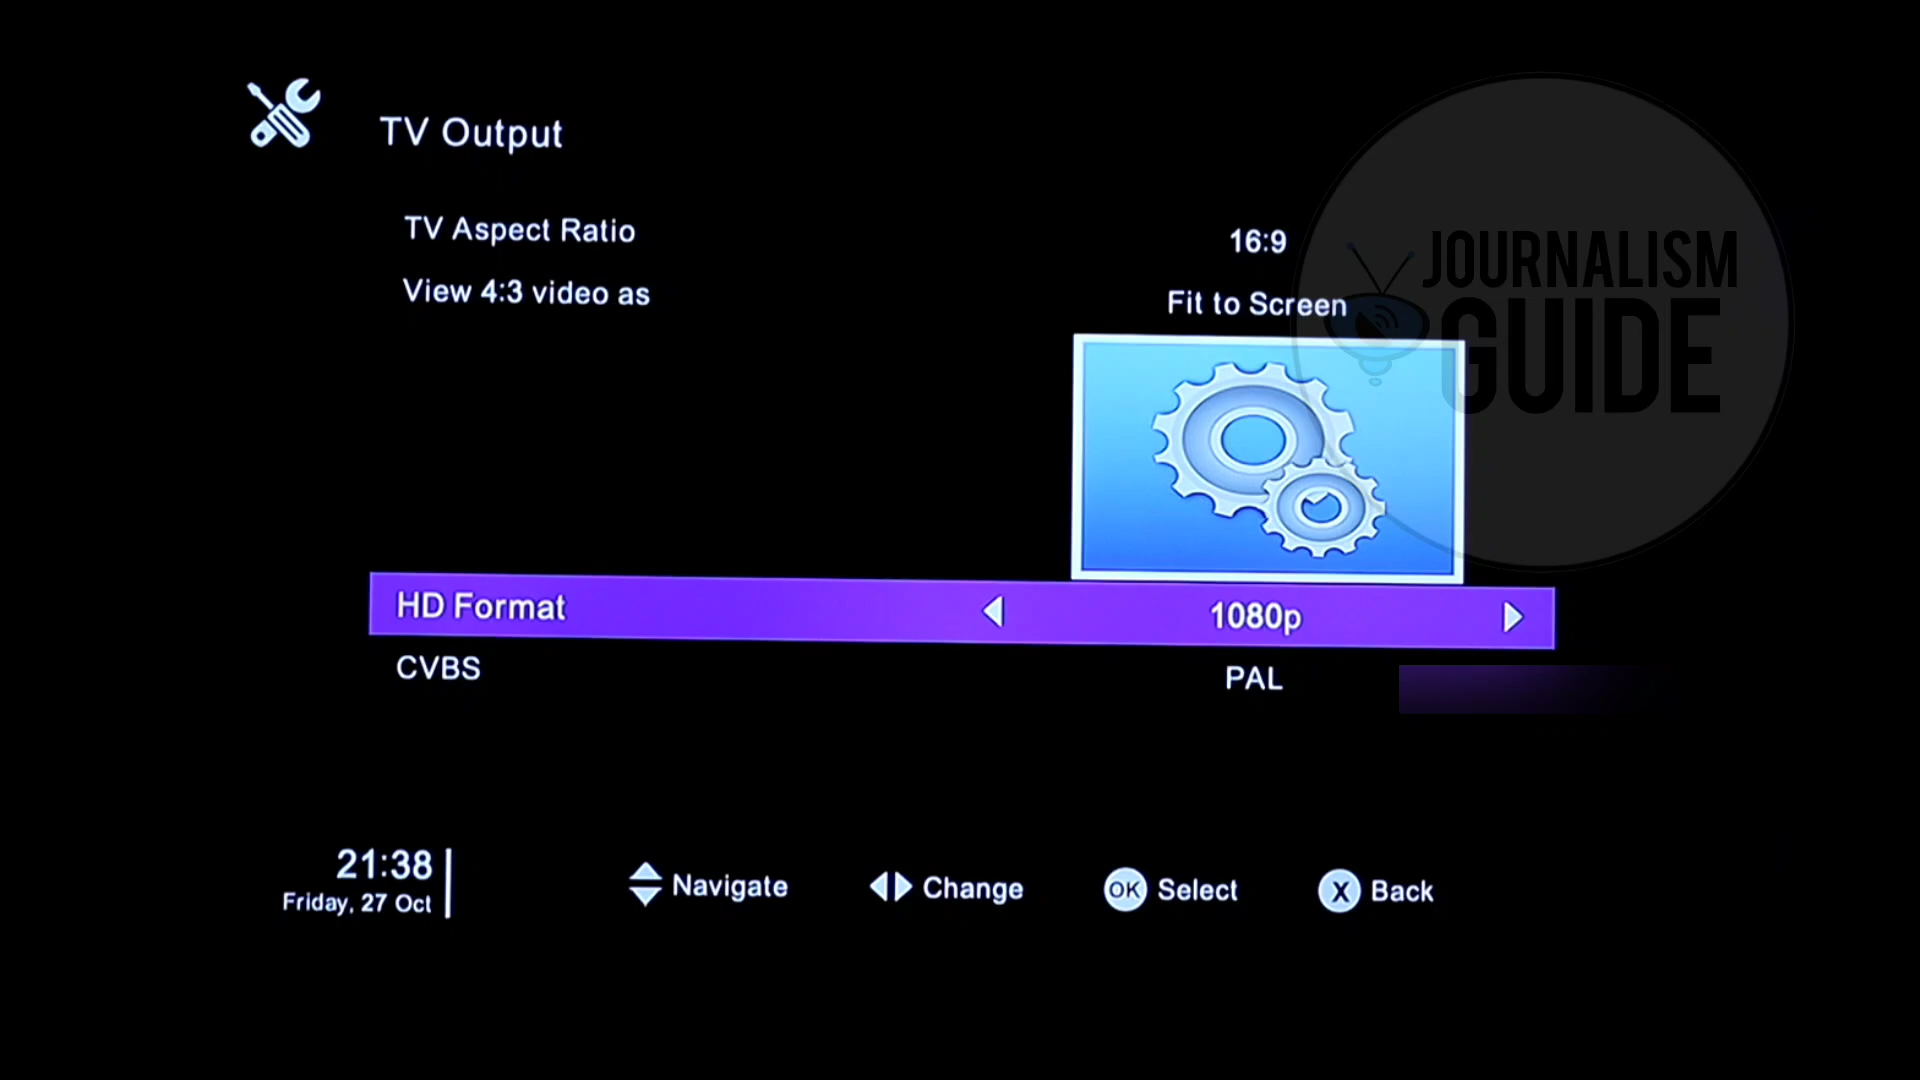 TV Output
TV Aspect Ratio 16:9
View 4:3 video as Fit to Screen
JOURNALISM
GUIDE
HD Format 1080p
CVBS PAL
21:38
Friday, 27 Oct
Navigate Change OK Select X Back